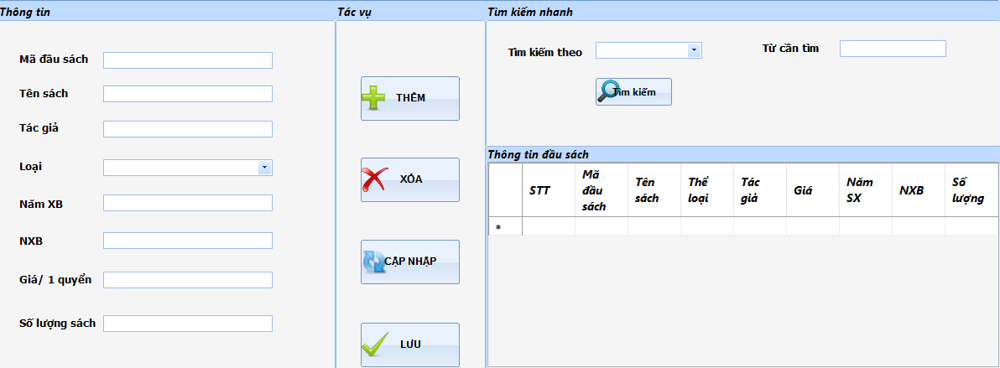 Thông tin
Mã đầu sách
Tên sách
Tác giả
Loại
Năm XB
NXB
Giá/ 1 quyển
Số lượng sách
Tác vụ
THÊM
XÓA
CẬP NHẬP
LƯU
Tìm kiếm nhanh
Tìm kiếm theo
Từ cần tìm
Tìm kiếm
Thông tin đầu sách
STT
Mã
đầu
sách
Tên
sách
Thể
loại
Tác
giả
Giá
Năm
SX
NXB
Số
lượng
*